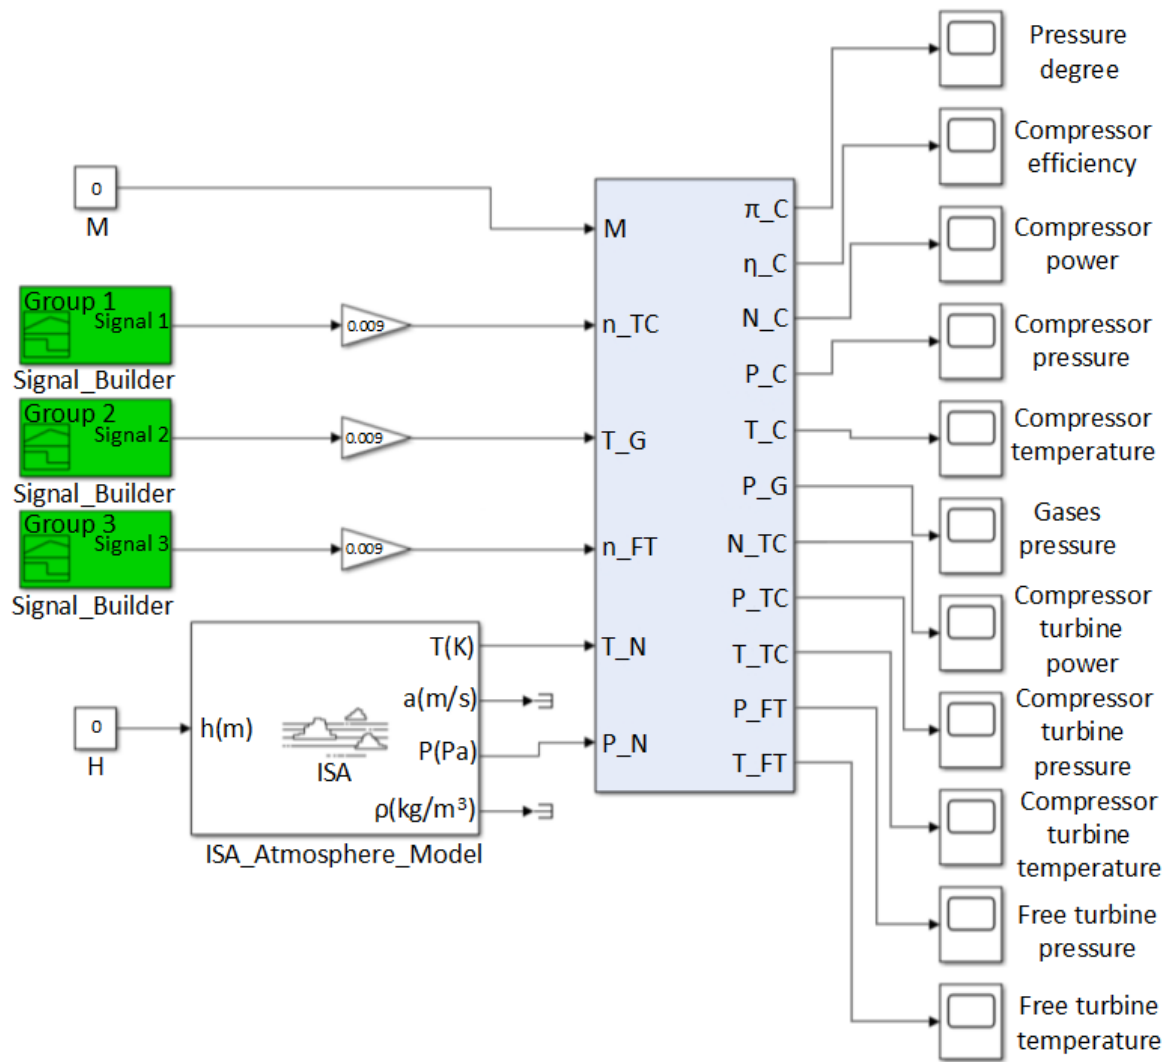 Pressure
degree
Compressor
efficiency
Compressor
power
Compressor
pressure
Compressor
temperature
Gases
pressure
Compressor
turbine
power
Compressor
turbine
pressure
Compressor
turbine
temperature
Free turbine
pressure
Free turbine
temperature
0
M
Group 1
Signal 1
Signal_Builder
0.009
Group 2
Signal 2
Signal_Builder
0.009
Group 3
Signal 3
Signal_Builder
0.009
0
H
h(m)
ISA
T(K)
a(m/s)
P(Pa)
ρ(kg/m³)
ISA_Atmosphere_Model
M
n_TC
T_G
n_FT
T_N
P_N
π_C
η_C
N_C
P_C
T_C
P_G
N_TC
P_TC
T_TC
P_FT
T_FT